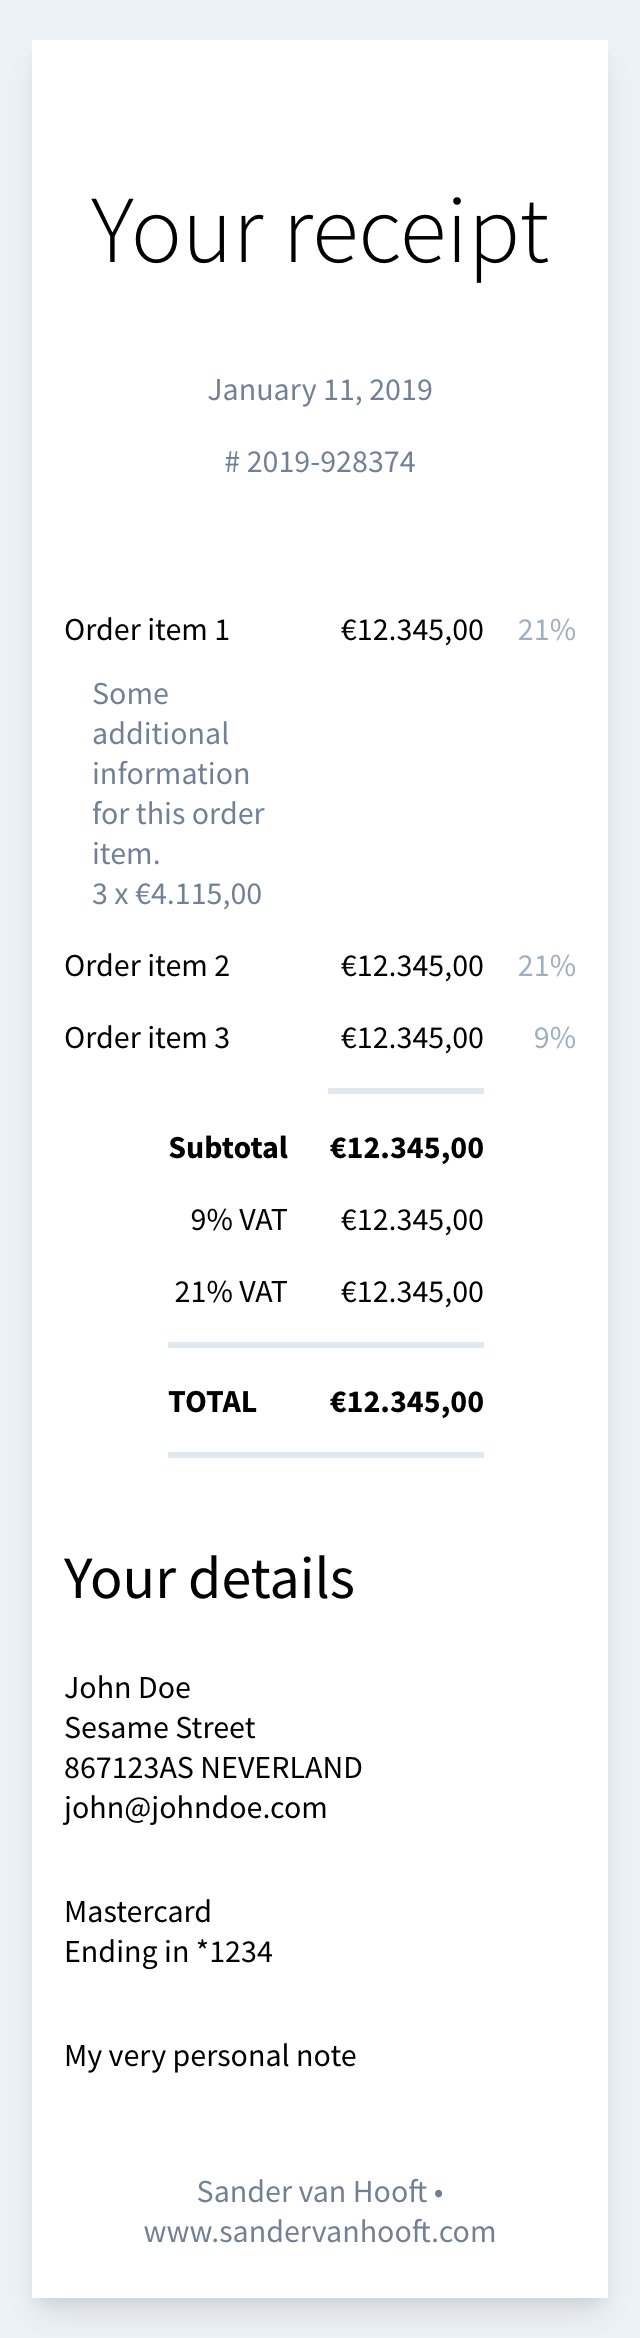 Your receipt
January 11, 2019
# 2019-928374
Order item 1 €12.345,00 21%
Some
additional
information
for this order
item.
3 x €4.115,00
Order item 2 €12.345,00 21%
Order item 3 €12.345,00 9%
Subtotal €12.345,00
9% VAT €12.345,00
21% VAT €12.345,00
TOTAL €12.345,00
Your details
John Doe
Sesame Street
867123AS NEVERLAND
john@johndoe.com
Mastercard
Ending in *1234
My very personal note
Sander van Hooft •
www.sandervanhooft.com